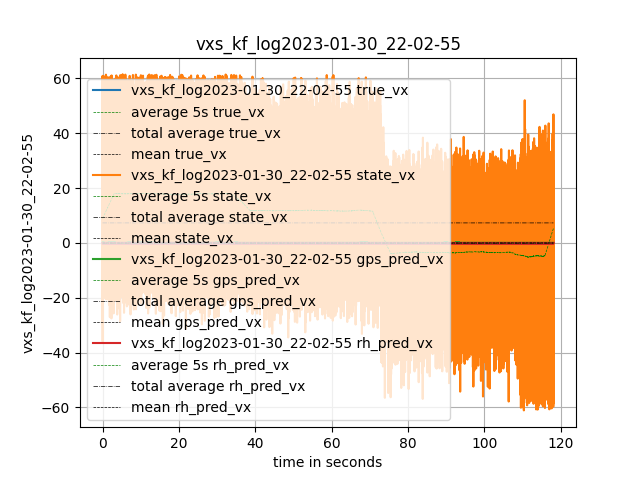 vxs_kf_log2023-01-30_22-02-55
vxs_kf_log2023-01-30_22-02-55
60
40
20
0
−20
−40
−60
vxs_kf_log2023-01-30_22-02-55 true_vx
average 5s true_vx
total average true_vx
mean true_vx
vxs_kf_log2023-01-30_22-02-55 state_vx
average 5s state_vx
total average state_vx
mean state_vx
vxs_kf_log2023-01-30_22-02-55 gps_pred_vx
average 5s gps_pred_vx
total average gps_pred_vx
mean gps_pred_vx
vxs_kf_log2023-01-30_22-02-55 rh_pred_vx
average 5s rh_pred_vx
total average rh_pred_vx
mean rh_pred_vx
0 20 40 60 80 100 120
time in seconds